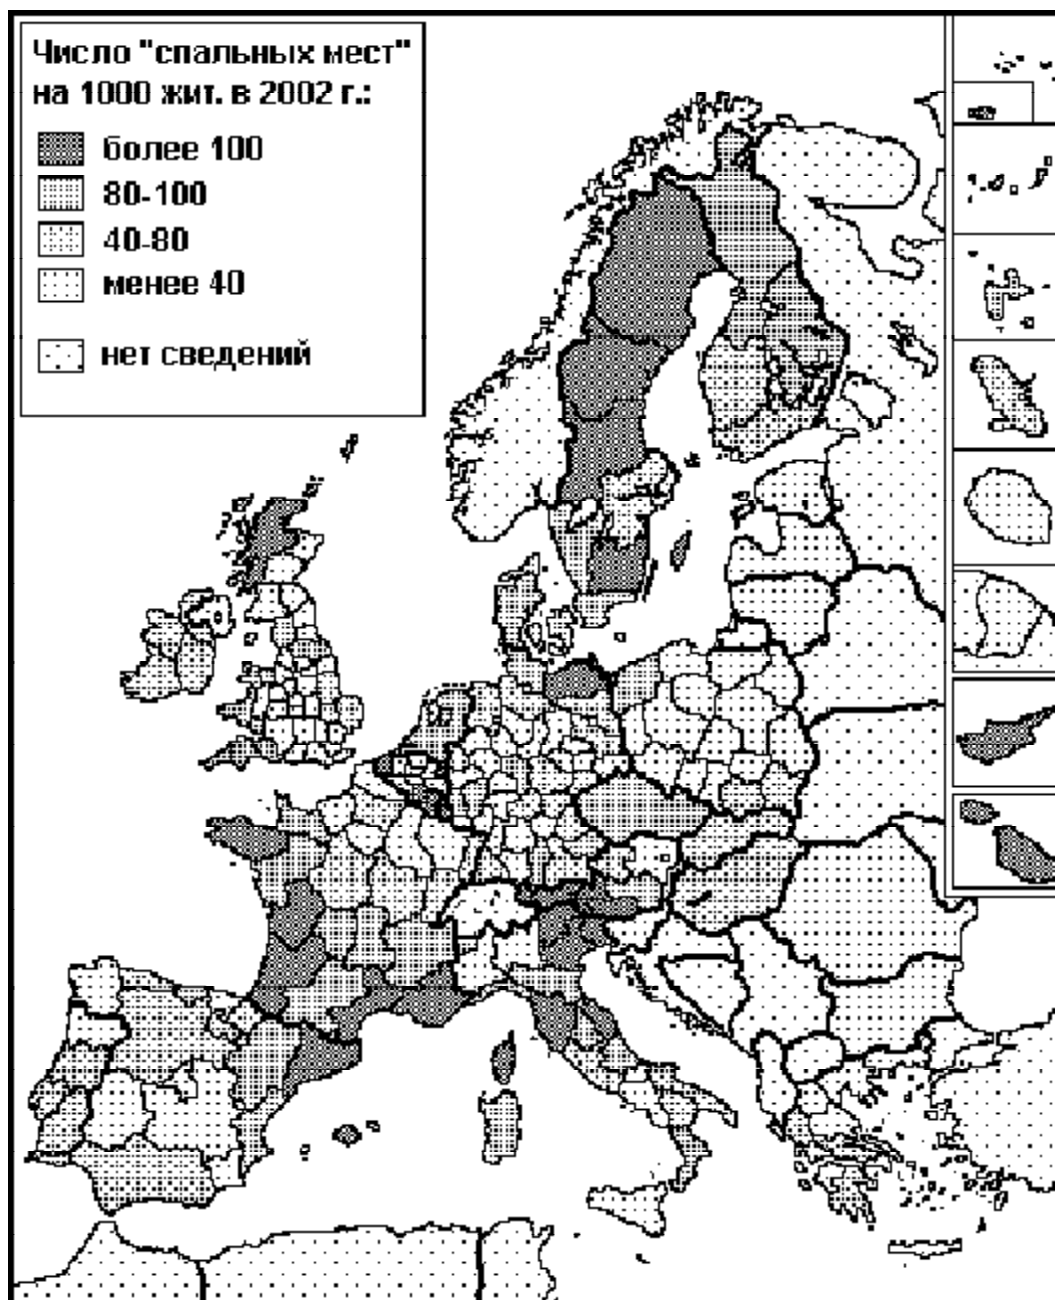 Число "спальных мест"
на 1000 жит. в 2002 г.:
более 100
80-100
40-80
менее 40
нет сведений